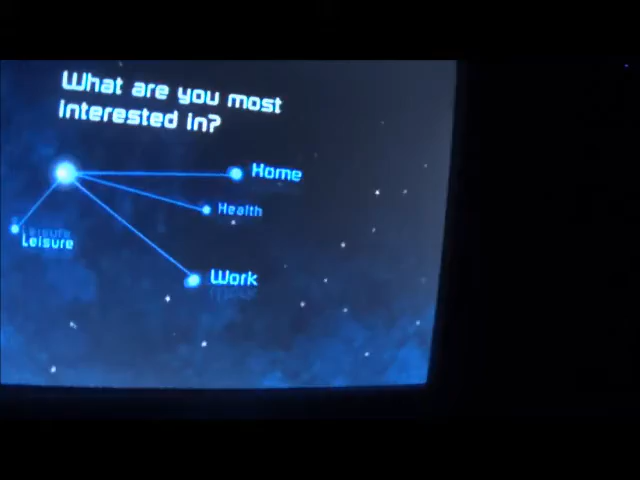 What are you most
interested in?
Home
Health
Leisure
Work